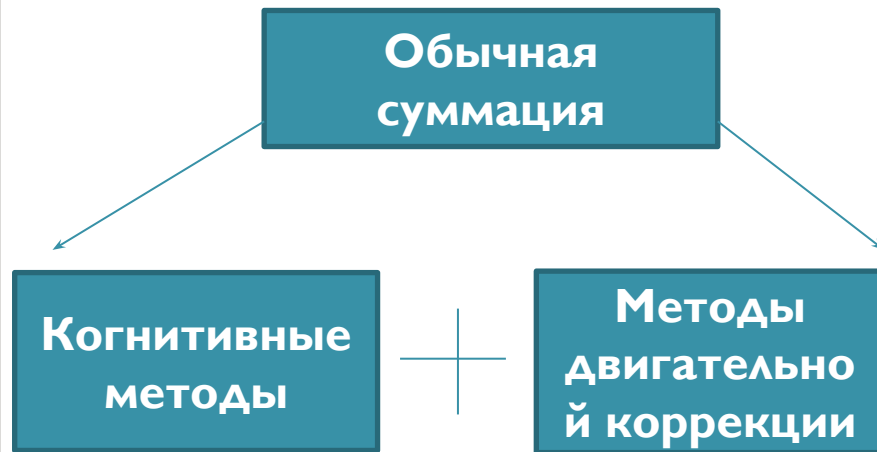 Обычная
суммация
Когнитивные
методы
Методы
двигательно
й коррекции